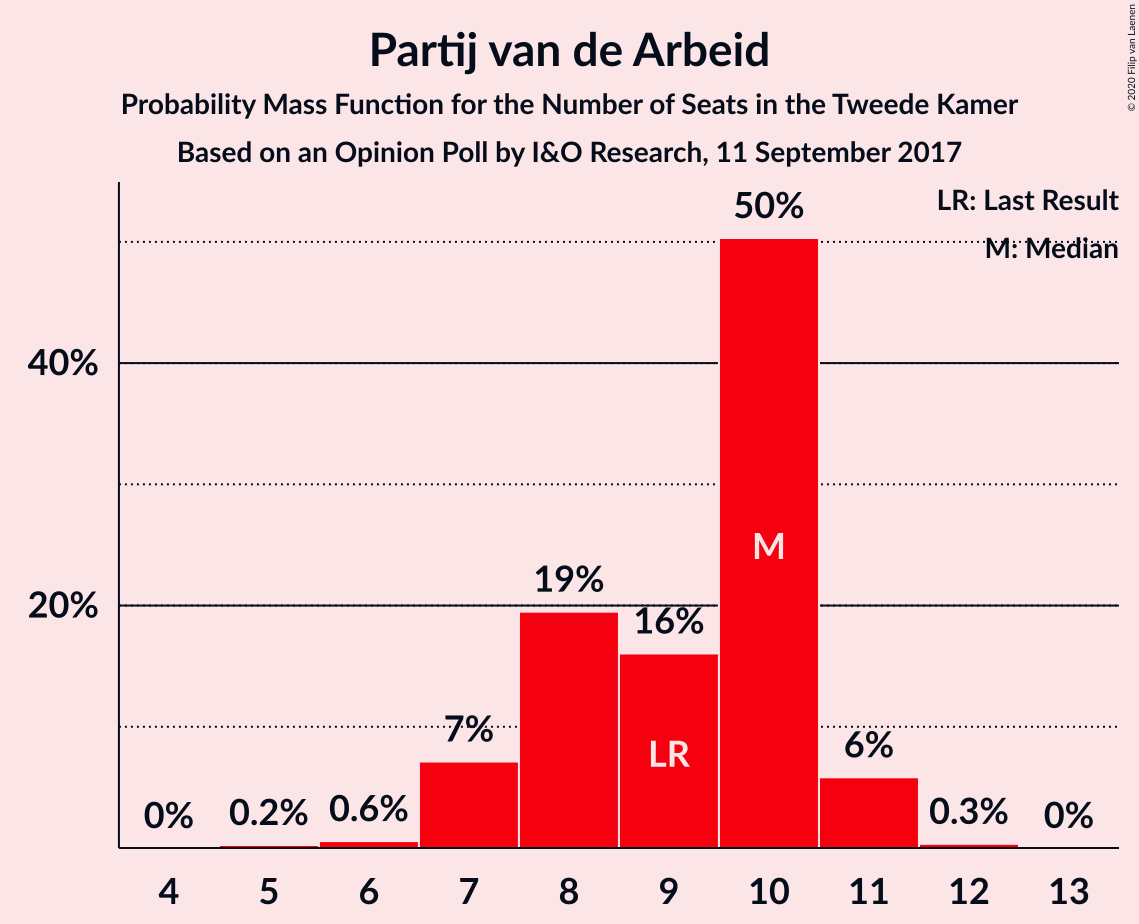 © 2020 Filip van Laenen
Partij van de Arbeid
Probability Mass Function for the Number of Seats in the Tweede Kamer
Based on an Opinion Poll by I&O Research, 11 September 2017
LR: Last Result
M: Median
40%
20%
0%
0.2%
0.6%
7%
19%
16%
50%
6%
0.3%
0%
LR
M
4 5 6 7 8 9 10 11 12 13